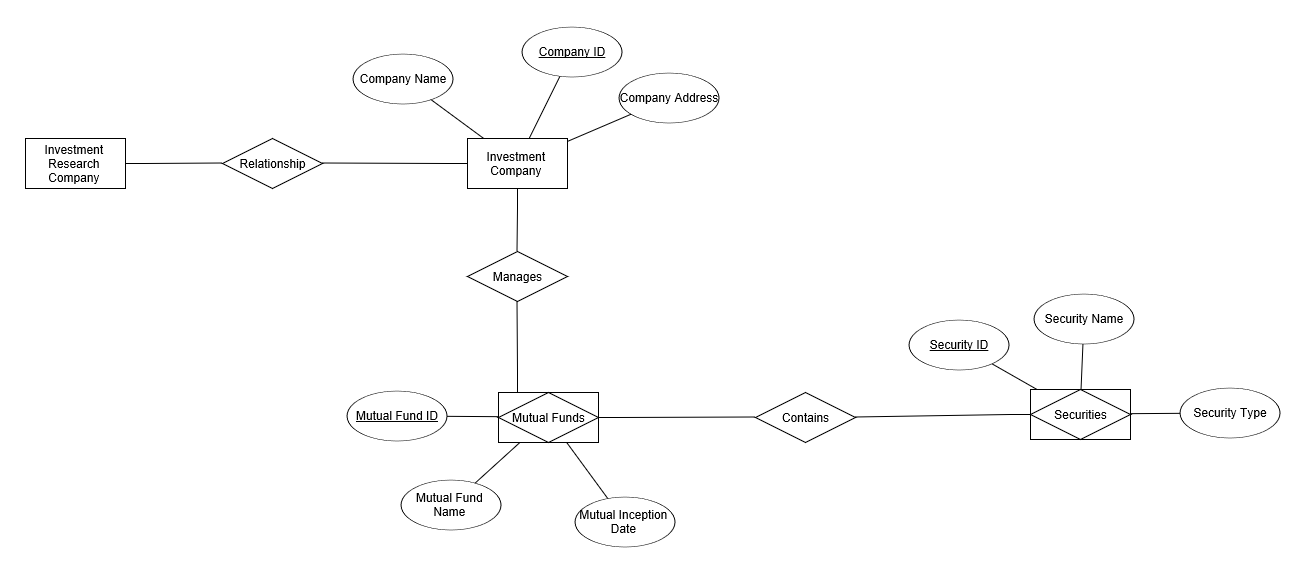 Company ID
Company Name
Company Address
Investment
Research
Company
Relationship
Investment
Company
Manages
Security Name
Security ID
Mutual Fund ID
Mutual Funds
Contains
Securities
Security Type
Mutual Fund
Name
Mutual Inception
Date